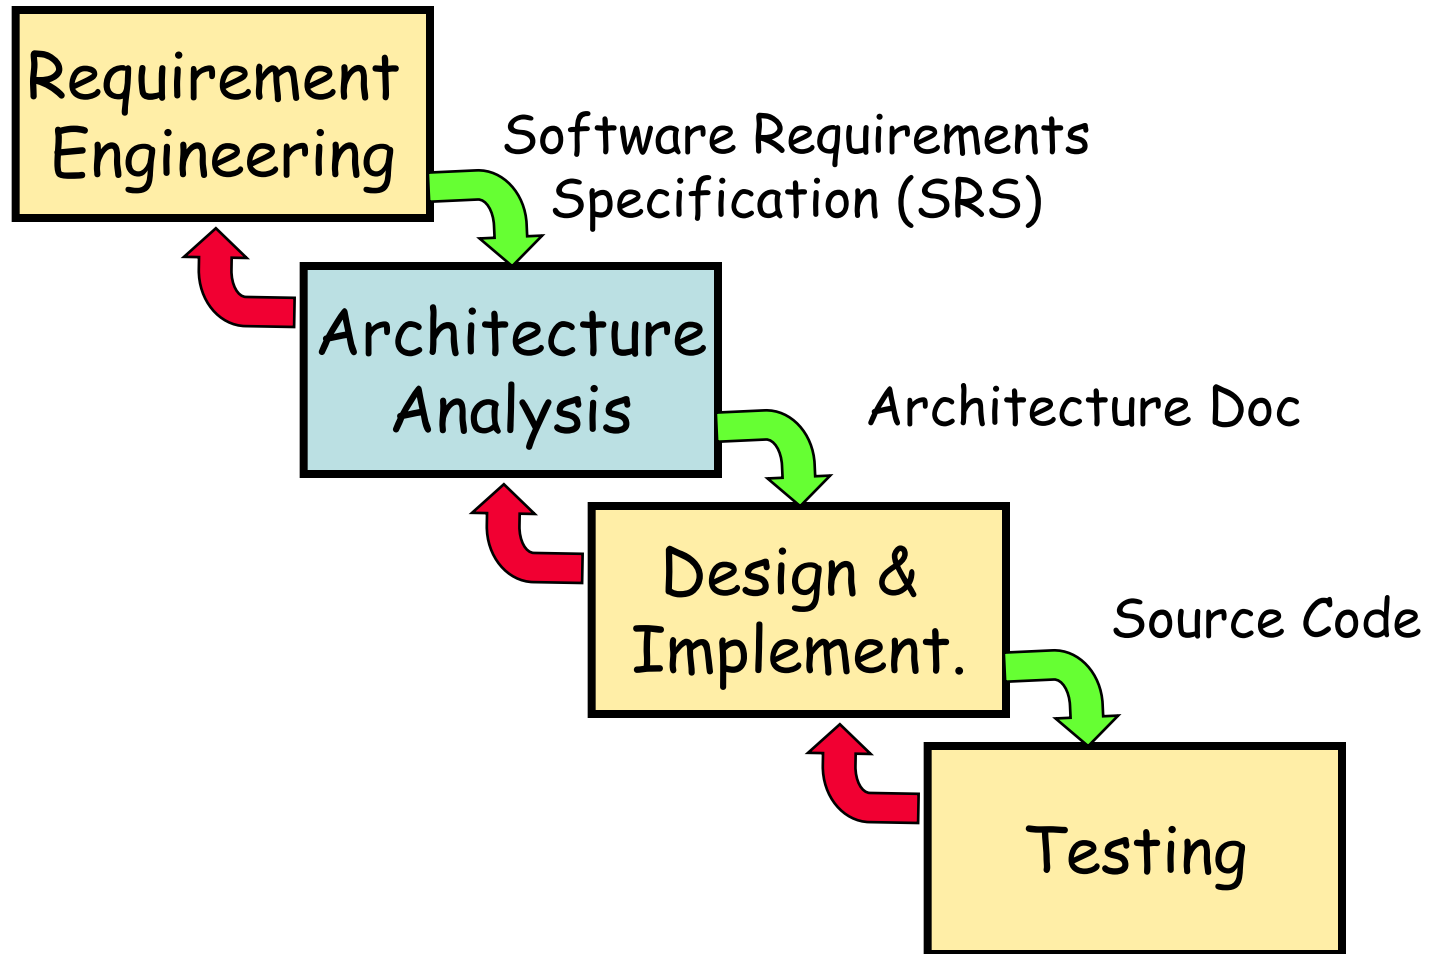 Requirement
Engineering
Software Requirements
Specification (SRS)
Architecture
Analysis
Architecture Doc
Design &
Implement.
Source Code
Testing